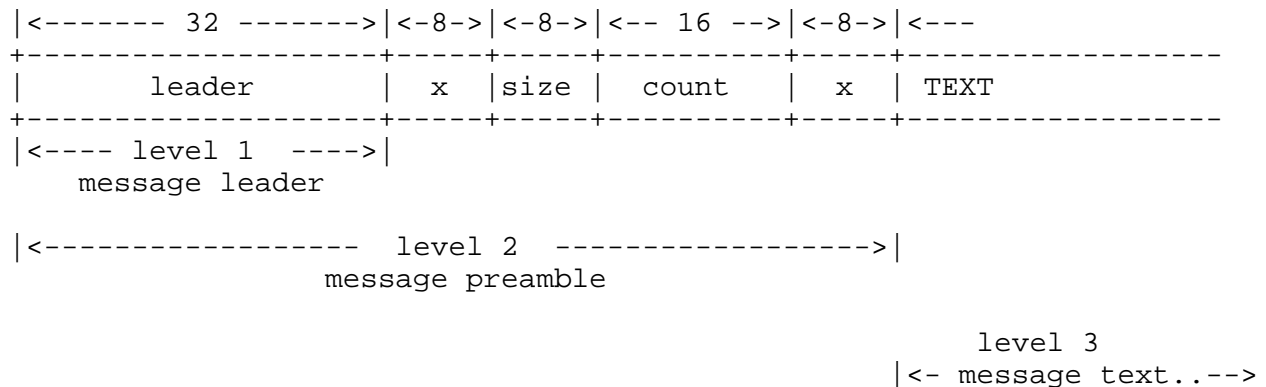 |<------- 32 ------->|<-8->|<-8->|<-- 16 -->|<-8->|<---
+--------------------+-----+-----+----------+-----+------------------
|       leader       |  x  |size |  count   |  x  | TEXT
+--------------------+-----+-----+----------+-----+------------------
|<---- level 1  ---->|
message leader
|<------------------  level 2  ------------------>|
message preamble
level 3
|<- message text..-->